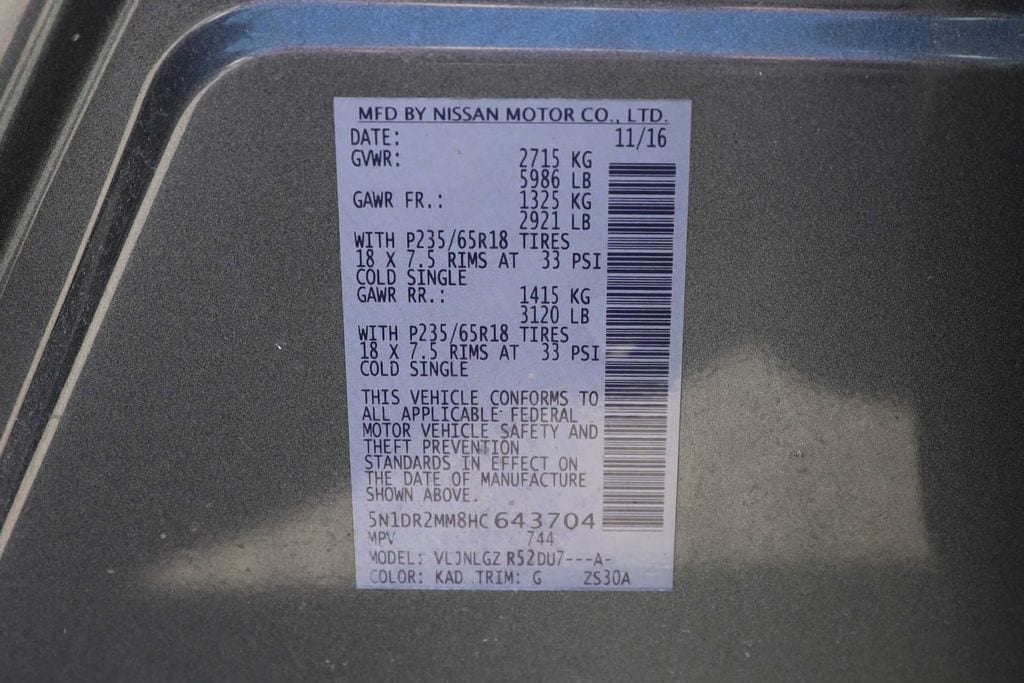 MFD BY NISSAN MOTOR CO., LTD.
DATE: 11/16
GVWR: 2715 KG
5986 LB
GAWR FR.: 1325 KG
2921 LB
WITH P235/65R18 TIRES
18 X 7.5 RIMS AT 33 PSI
COLD SINGLE
GAWR RR.: 1415 KG
3120 LB
WITH P235/65R18 TIRES
18 X 7.5 RIMS AT 33 PSI
COLD SINGLE
THIS VEHICLE CONFORMS TO
ALL APPLICABLE FEDERAL
MOTOR VEHICLE SAFETY AND
THEFT PREVENTION
STANDARDS IN EFFECT ON
THE DATE OF MANUFACTURE
SHOWN ABOVE.
5N1DR2MM8HC643704
MPV 744
MODEL: VLJNLGZ R52DU7---A-
COLOR: KAD TRIM: G ZS30A